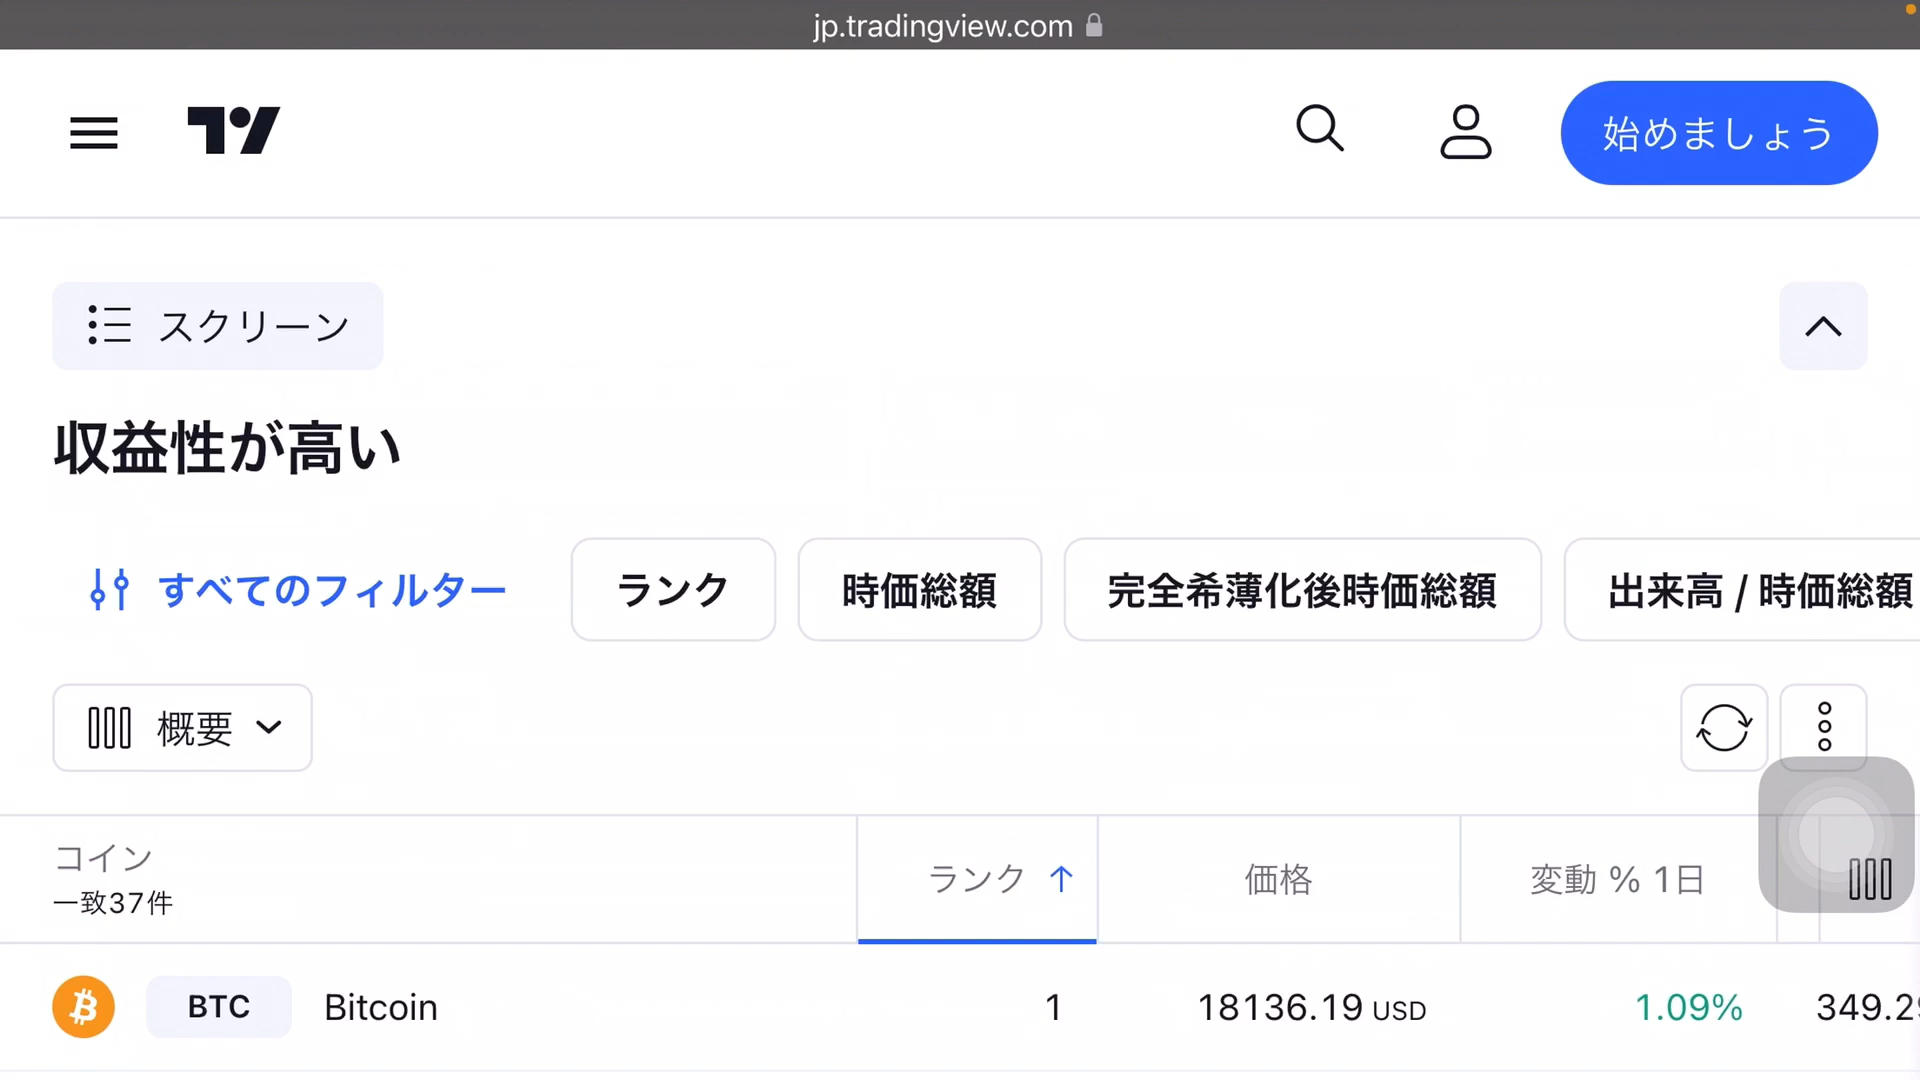 jp.tradingview.com
始めましょう
スクリーン
収益性が高い
すべてのフィルター
ランク
時価総額
完全希薄化後時価総額
出来高 / 時価総額
概要
コイン
一致37件
ランク ↑
価格
変動 % 1日
BTC Bitcoin 1 18136.19 USD 1.09% 349.2